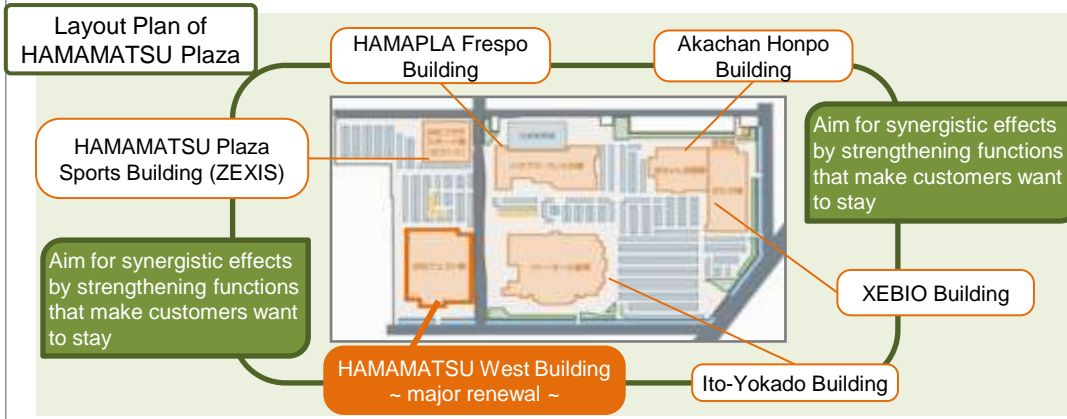 Layout Plan of
HAMAMATSU Plaza
HAMAPLA Frespo
Building
Akachan Honpo
Building
HAMAMATSU Plaza
Sports Building (ZEXIS)
Aim for synergistic effects
by strengthening functions
that make customers want
to stay
Aim for synergistic effects
by strengthening functions
that make customers want
to stay
XEBIO Building
HAMAMATSU West Building
~ major renewal ~
Ito-Yokado Building